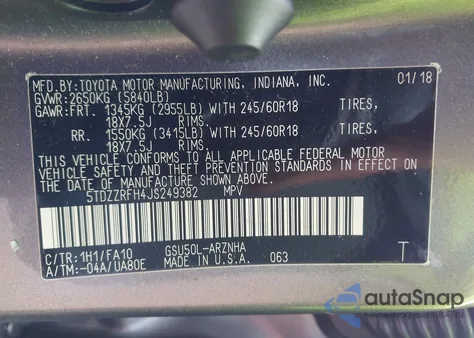 MFD.BY: TOYOTA MOTOR MANUFACTURING, INDIANA, INC. 01/18
GVWR: 2650KG (5840LB)
GAWR: FRT. 1345KG (2955LB) WITH 245/60R18 TIRES,
18X7.5J RIMS.
RR. 1550KG (3415LB) WITH 245/60R18 TIRES,
18X7.5J RIMS.
THIS VEHICLE CONFORMS TO ALL APPLICABLE FEDERAL MOTOR
VEHICLE SAFETY AND THEFT PREVENTION STANDARDS IN EFFECT ON
THE DATE OF MANUFACTURE SHOWN ABOVE.
5TDZZRFH4JS249382 MPV
C/TR: 1H1/FA10 GSU50L-ARZNHA
A/TM:-04A/UA80E MADE IN U.S.A. 063 T
autoSnap